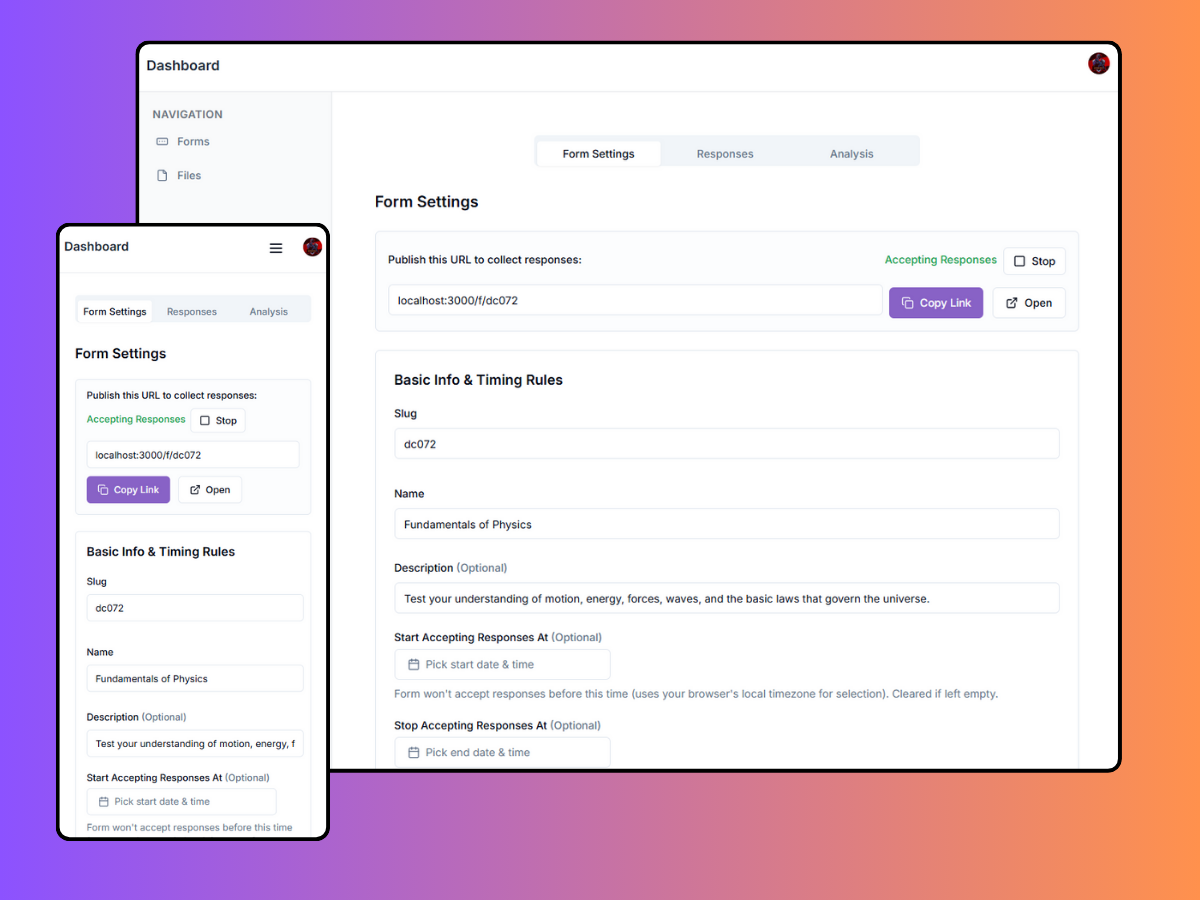 Dashboard
NAVIGATION
Forms
Files
Form Settings Responses Analysis
Form Settings
Publish this URL to collect responses: Accepting Responses Stop
localhost:3000/f/dc072 Copy Link Open
Basic Info & Timing Rules
Slug
dc072
Name
Fundamentals of Physics
Description (Optional)
Test your understanding of motion, energy, forces, waves, and the basic laws that govern the universe.
Start Accepting Responses At (Optional)
Pick start date & time
Form won't accept responses before this time (uses your browser's local timezone for selection). Cleared if left empty.
Stop Accepting Responses At (Optional)
Pick end date & time
Dashboard
Form Settings Responses Analysis
Form Settings
Publish this URL to collect responses:
Accepting Responses Stop
localhost:3000/f/dc072
Copy Link Open
Basic Info & Timing Rules
Slug
dc072
Name
Fundamentals of Physics
Description (Optional)
Test your understanding of motion, energy, f
Start Accepting Responses At (Optional)
Pick start date & time
Form won't accept responses before this time